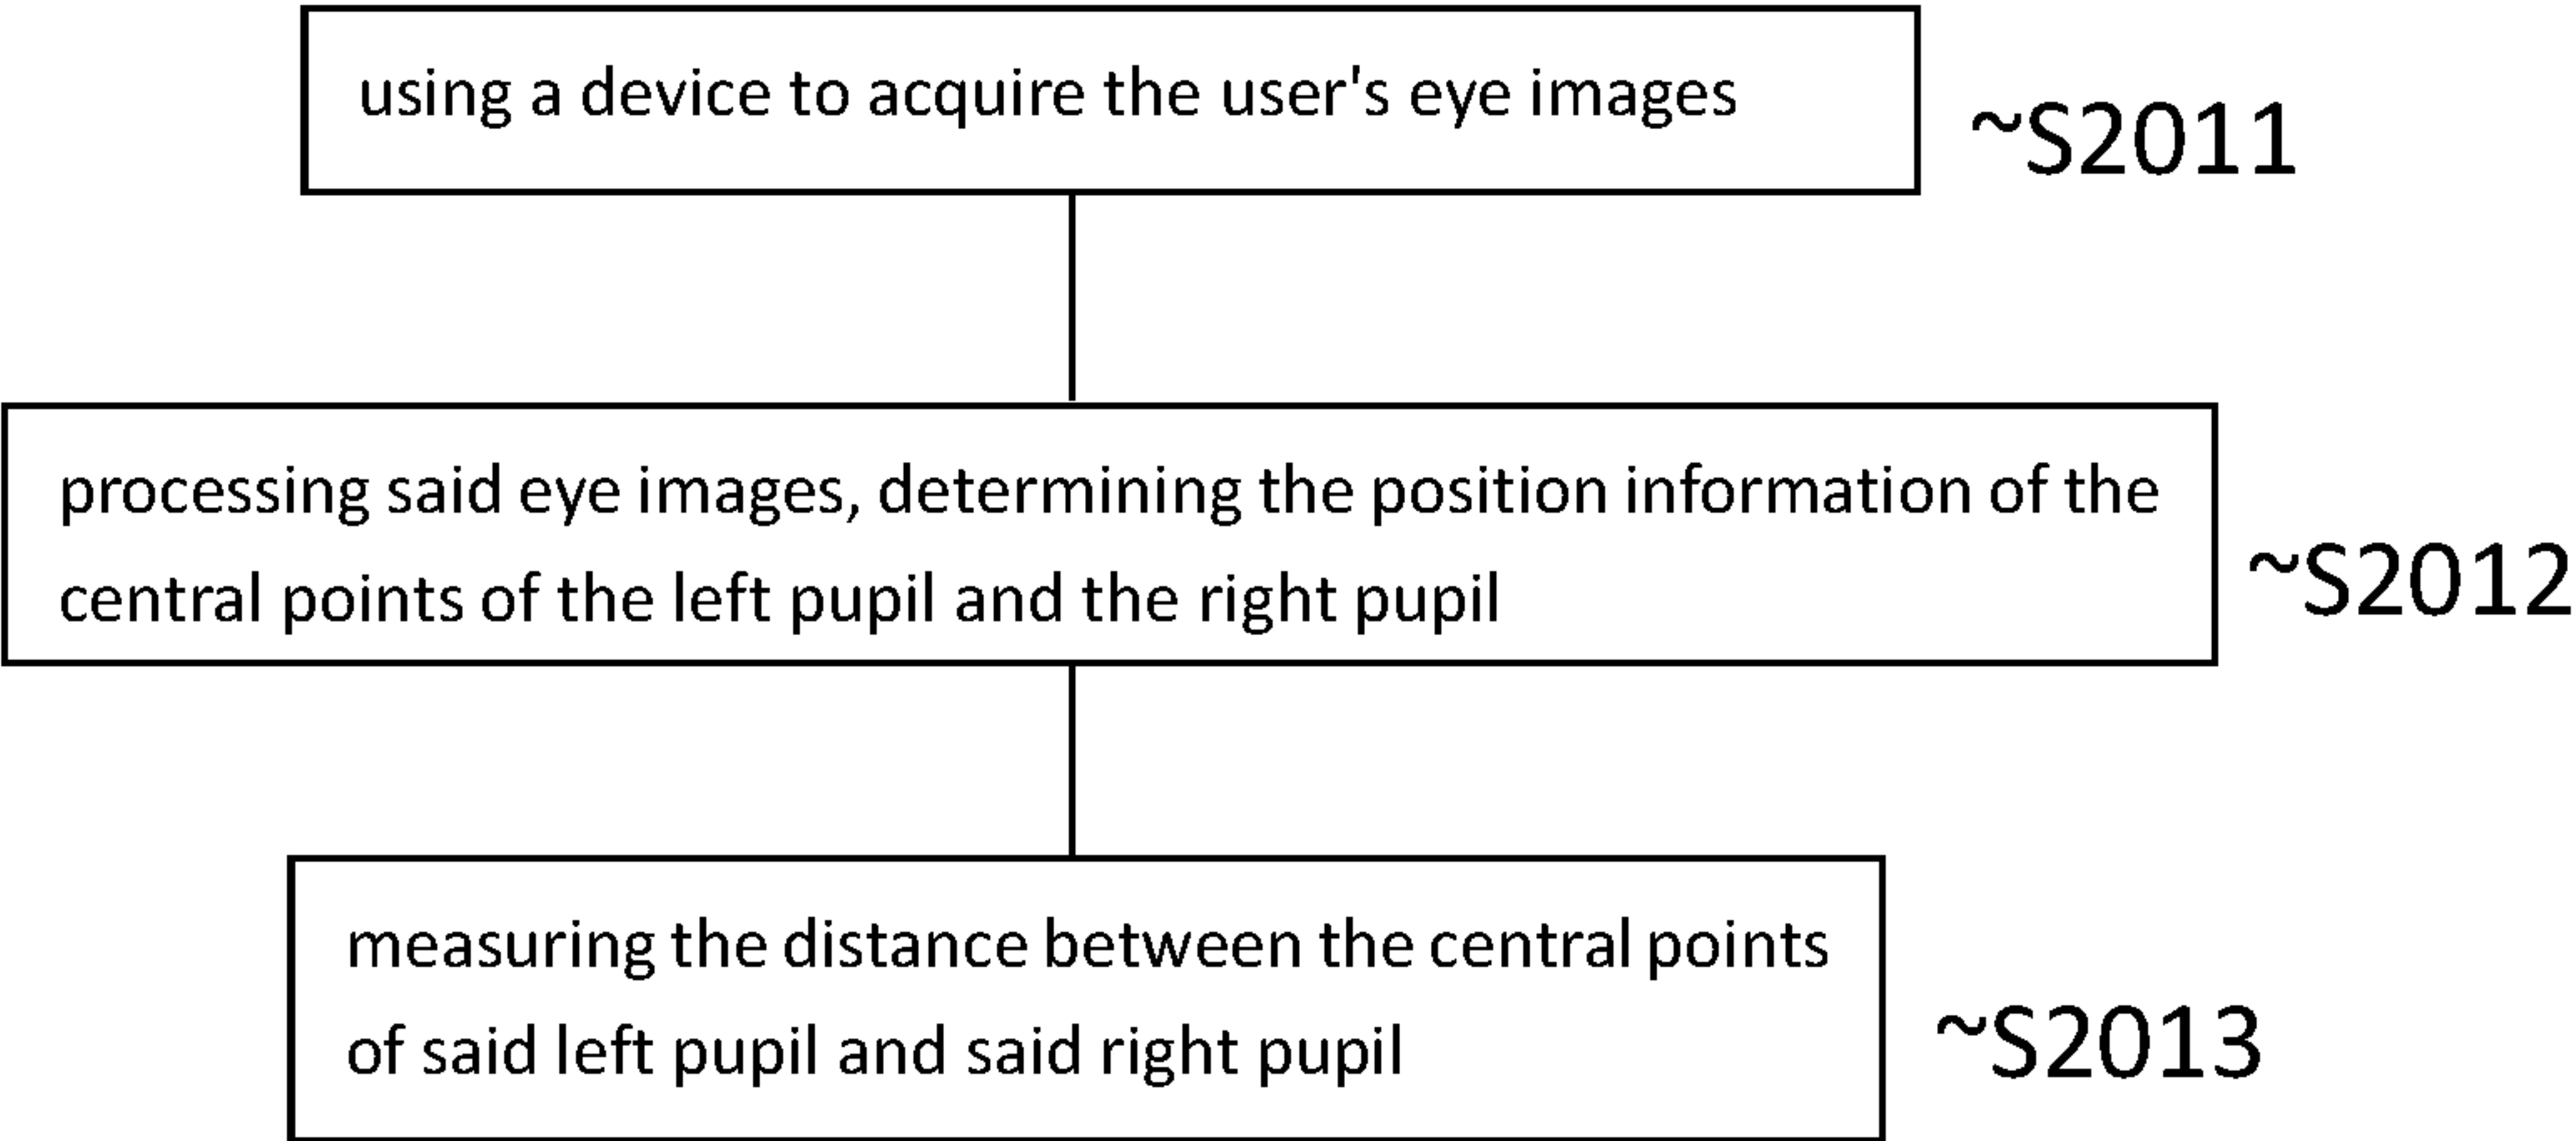 using a device to acquire the user's eye images
~S2011
processing said eye images, determining the position information of the
central points of the left pupil and the right pupil
~S2012
measuring the distance between the central points
of said left pupil and said right pupil
~S2013